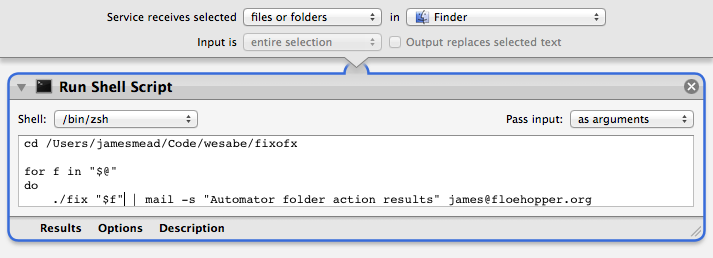 Service receives selected files or folders in Finder
Input is entire selection Output replaces selected text
Run Shell Script
Shell: /bin/zsh Pass input: as arguments
cd /Users/jamesmead/Code/wesabe/fixofx
for f in "$@"
do
./fix "$f" | mail -s "Automator folder action results" james@floehopper.org
Results Options Description